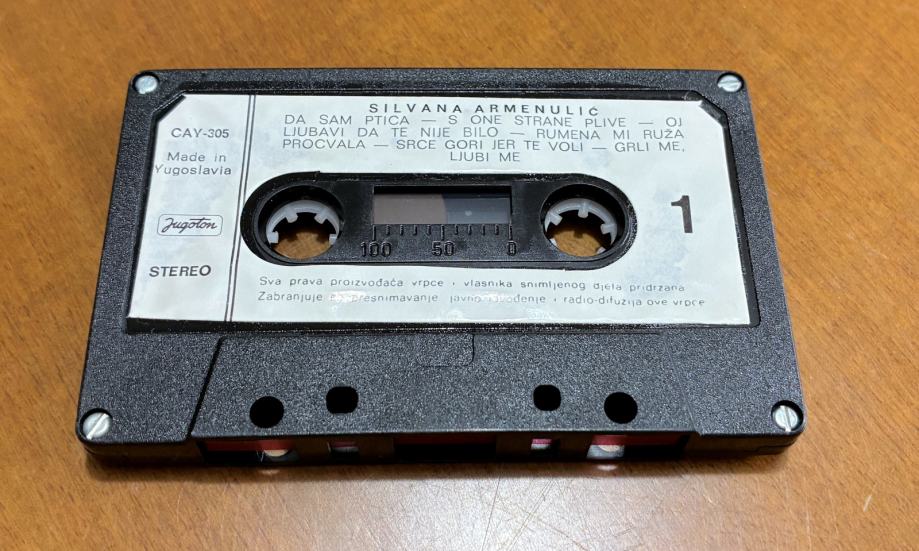 SILVANA ARMENULIĆ
DA SAM PTICA — S ONE STRANE PLIVE — OJ
LJUBAVI DA TE NIJE BILO — RUMENA MI RUŽA
PROCVALA — SRCE GORI JER TE VOLI — GRLI ME,
LJUBI ME
CAY-305
Made in
Yugoslavia
Jugoton
STEREO
1
100 50 0
Sva prava proizvođača vrpce i vlasnika snimljenog djela pridržana
Zabranjuje se presnimavanje javno izvođenje i radio-difuzija ove vrpce